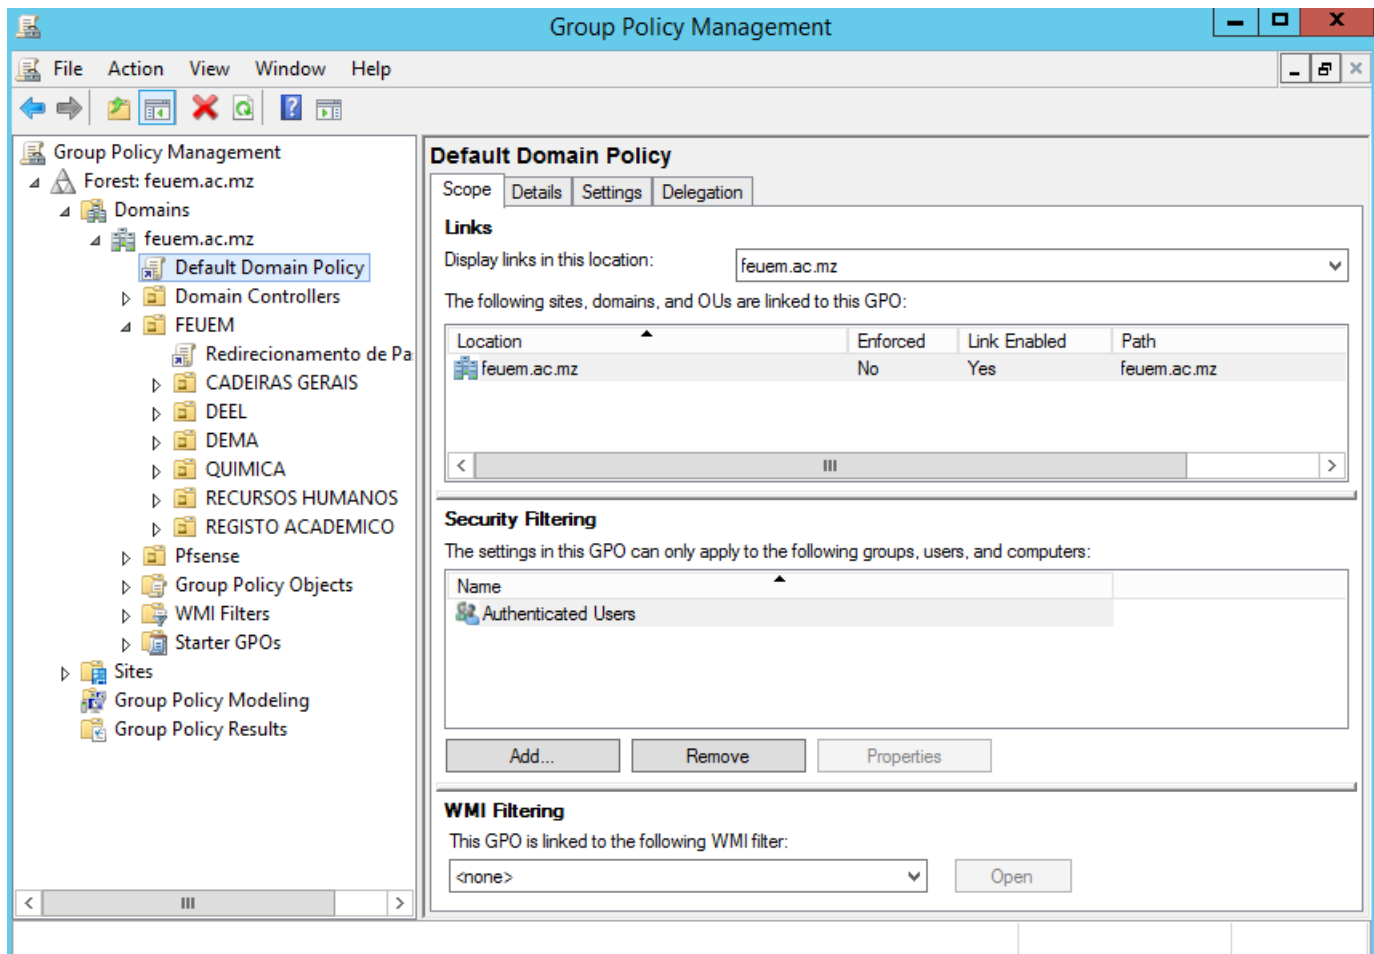 Group Policy Management
File Action View Window Help
Group Policy Management
Forest: feuem.ac.mz
Domains
feuem.ac.mz
Default Domain Policy
Domain Controllers
FEUEM
Redirecionamento de Pa
CADEIRAS GERAIS
DEEL
DEMA
QUIMICA
RECURSOS HUMANOS
REGISTO ACADEMICO
Pfsense
Group Policy Objects
WMI Filters
Starter GPOs
Sites
Group Policy Modeling
Group Policy Results
Default Domain Policy
Scope Details Settings Delegation
Links
Display links in this location: feuem.ac.mz
The following sites, domains, and OUs are linked to this GPO:
Location Enforced Link Enabled Path
feuem.ac.mz No Yes feuem.ac.mz
Security Filtering
The settings in this GPO can only apply to the following groups, users, and computers:
Name
Authenticated Users
Add... Remove Properties
WMI Filtering
This GPO is linked to the following WMI filter:
<none> Open